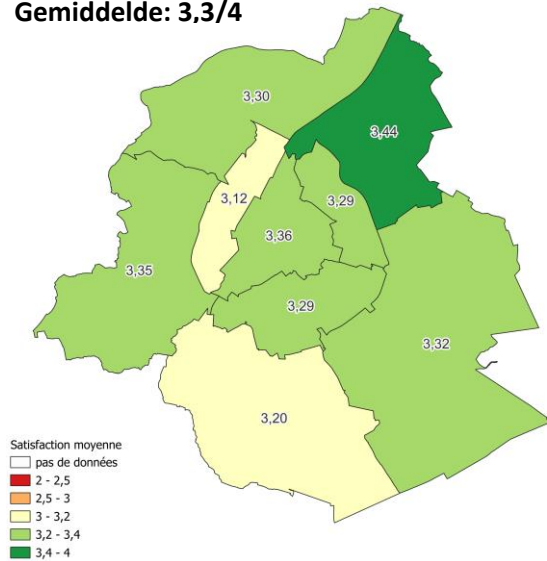 Gemiddelde: 3,3/4
3,30
3,44
3,12
3,29
3,36
3,35
3,29
3,32
3,20
Satisfaction moyenne
pas de données
2 - 2,5
2,5 - 3
3 - 3,2
3,2 - 3,4
3,4 - 4